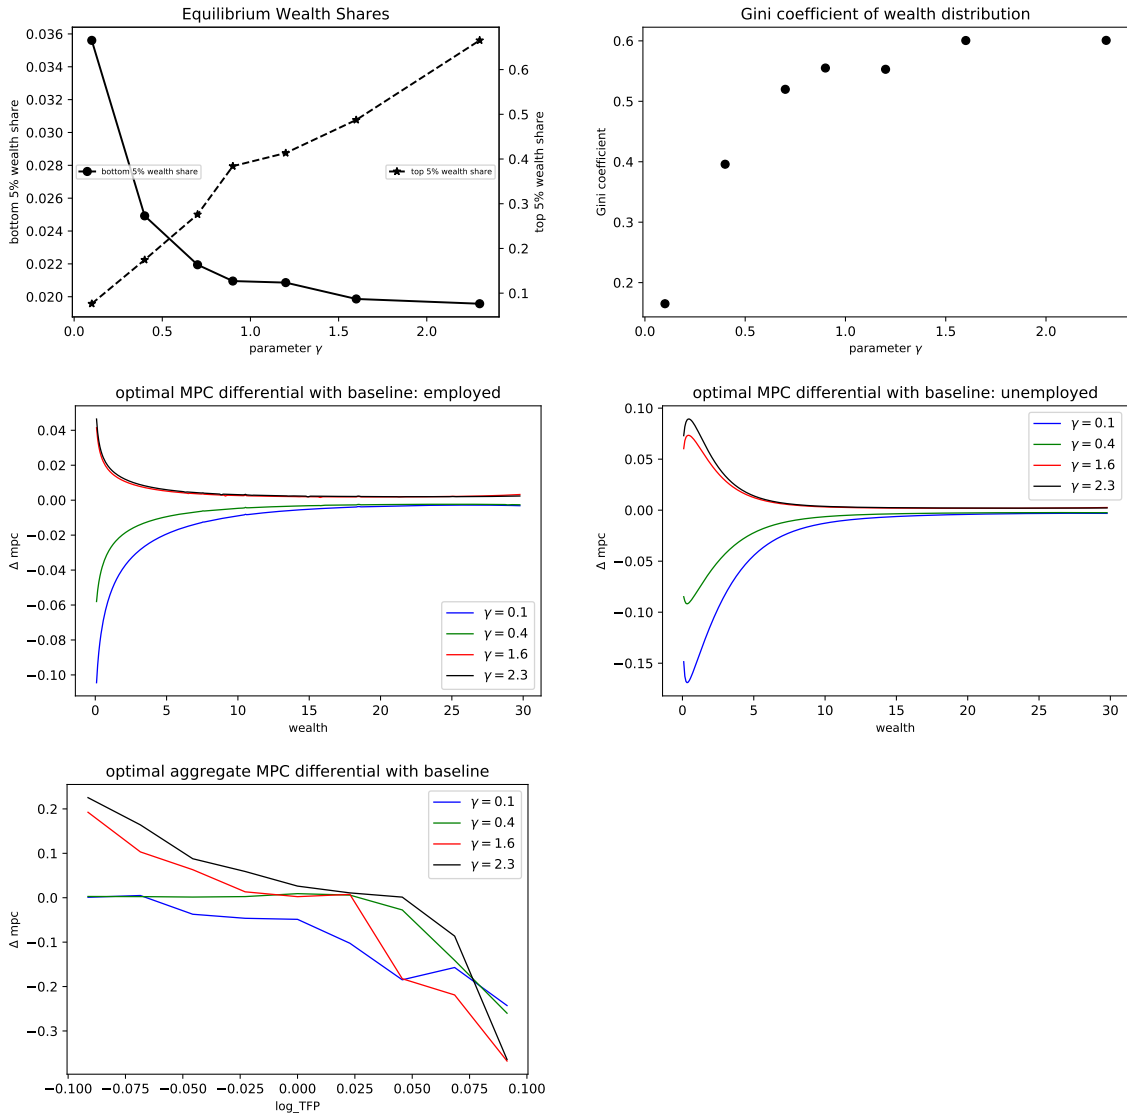 Equilibrium Wealth Shares
0.036
0.034
0.032
0.030
0.028
0.026
0.024
0.022
0.020
bottom 5% wealth share
0.6
0.5
0.4
0.3
0.2
0.1
top 5% wealth share
bottom 5% wealth share
top 5% wealth share
0.0 0.5 1.0 1.5 2.0
parameter γ
Gini coefficient of wealth distribution
0.6
0.5
0.4
0.3
0.2
Gini coefficient
0.0 0.5 1.0 1.5 2.0
parameter γ
optimal MPC differential with baseline: employed
0.04
0.02
0.00
−0.02
−0.04
−0.06
−0.08
−0.10
Δ mpc
γ = 0.1
γ = 0.4
γ = 1.6
γ = 2.3
0 5 10 15 20 25 30
wealth
optimal MPC differential with baseline: unemployed
0.10
0.05
0.00
−0.05
−0.10
−0.15
Δ mpc
γ = 0.1
γ = 0.4
γ = 1.6
γ = 2.3
0 5 10 15 20 25 30
wealth
optimal aggregate MPC differential with baseline
0.2
0.1
0.0
−0.1
−0.2
−0.3
Δ mpc
γ = 0.1
γ = 0.4
γ = 1.6
γ = 2.3
−0.100 −0.075 −0.050 −0.025 0.000 0.025 0.050 0.075 0.100
log_TFP